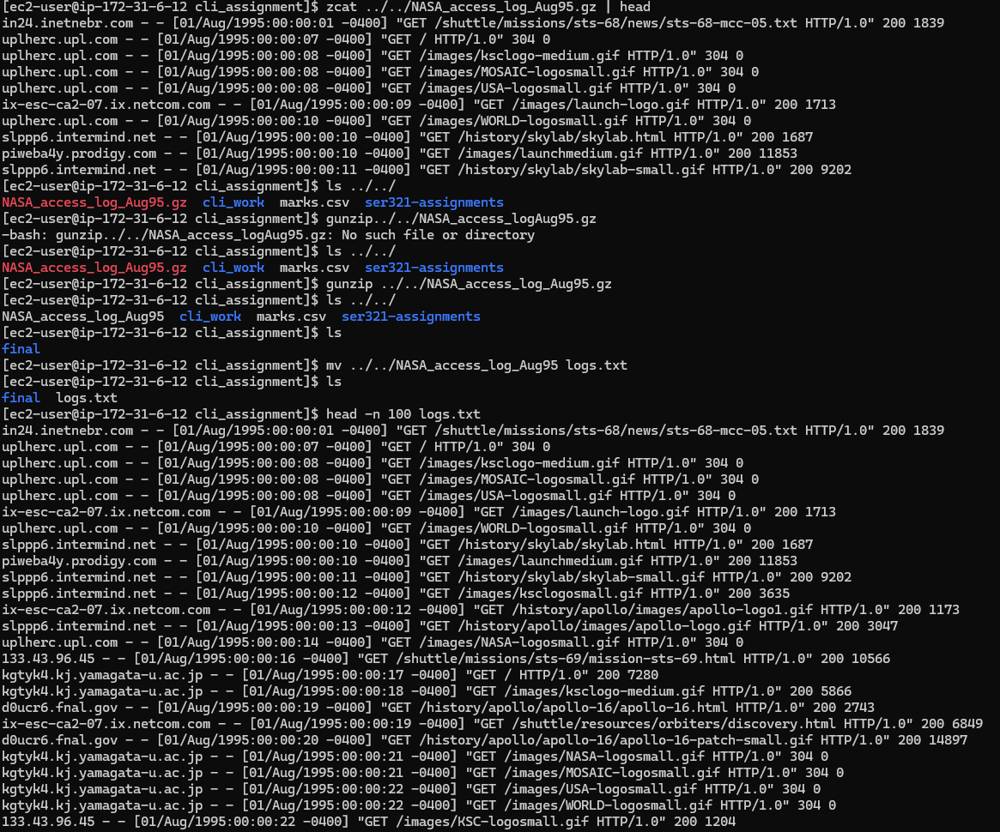 [ec2-user@ip-172-31-6-12 cli_assignment]$ zcat ../../NASA_access_log_Aug95.gz | head
in24.inetnebr.com - - [01/Aug/1995:00:00:01 -0400] "GET /shuttle/missions/sts-68/news/sts-68-mcc-05.txt HTTP/1.0" 200 1839
uplherc.upl.com - - [01/Aug/1995:00:00:07 -0400] "GET / HTTP/1.0" 304 0
uplherc.upl.com - - [01/Aug/1995:00:00:08 -0400] "GET /images/ksclogo-medium.gif HTTP/1.0" 304 0
uplherc.upl.com - - [01/Aug/1995:00:00:08 -0400] "GET /images/MOSAIC-logosmall.gif HTTP/1.0" 304 0
uplherc.upl.com - - [01/Aug/1995:00:00:08 -0400] "GET /images/USA-logosmall.gif HTTP/1.0" 304 0
ix-esc-ca2-07.ix.netcom.com - - [01/Aug/1995:00:00:09 -0400] "GET /images/launch-logo.gif HTTP/1.0" 200 1713
uplherc.upl.com - - [01/Aug/1995:00:00:10 -0400] "GET /images/WORLD-logosmall.gif HTTP/1.0" 304 0
slppp6.intermind.net - - [01/Aug/1995:00:00:10 -0400] "GET /history/skylab/skylab.html HTTP/1.0" 200 1687
piweba4y.prodigy.com - - [01/Aug/1995:00:00:10 -0400] "GET /images/launchmedium.gif HTTP/1.0" 200 11853
slppp6.intermind.net - - [01/Aug/1995:00:00:11 -0400] "GET /history/skylab/skylab-small.gif HTTP/1.0" 200 9202
[ec2-user@ip-172-31-6-12 cli_assignment]$ ls ../../
NASA_access_log_Aug95.gz  cli_work  marks.csv  ser321-assignments
[ec2-user@ip-172-31-6-12 cli_assignment]$ gunzip../../NASA_access_logAug95.gz
-bash: gunzip../../NASA_access_logAug95.gz: No such file or directory
[ec2-user@ip-172-31-6-12 cli_assignment]$ ls ../../
NASA_access_log_Aug95.gz  cli_work  marks.csv  ser321-assignments
[ec2-user@ip-172-31-6-12 cli_assignment]$ gunzip ../../NASA_access_log_Aug95.gz
[ec2-user@ip-172-31-6-12 cli_assignment]$ ls ../../
NASA_access_log_Aug95  cli_work  marks.csv  ser321-assignments
[ec2-user@ip-172-31-6-12 cli_assignment]$ ls
final
[ec2-user@ip-172-31-6-12 cli_assignment]$ mv ../../NASA_access_log_Aug95 logs.txt
[ec2-user@ip-172-31-6-12 cli_assignment]$ ls
final  logs.txt
[ec2-user@ip-172-31-6-12 cli_assignment]$ head -n 100 logs.txt
in24.inetnebr.com - - [01/Aug/1995:00:00:01 -0400] "GET /shuttle/missions/sts-68/news/sts-68-mcc-05.txt HTTP/1.0" 200 1839
uplherc.upl.com - - [01/Aug/1995:00:00:07 -0400] "GET / HTTP/1.0" 304 0
uplherc.upl.com - - [01/Aug/1995:00:00:08 -0400] "GET /images/ksclogo-medium.gif HTTP/1.0" 304 0
uplherc.upl.com - - [01/Aug/1995:00:00:08 -0400] "GET /images/MOSAIC-logosmall.gif HTTP/1.0" 304 0
uplherc.upl.com - - [01/Aug/1995:00:00:08 -0400] "GET /images/USA-logosmall.gif HTTP/1.0" 304 0
ix-esc-ca2-07.ix.netcom.com - - [01/Aug/1995:00:00:09 -0400] "GET /images/launch-logo.gif HTTP/1.0" 200 1713
uplherc.upl.com - - [01/Aug/1995:00:00:10 -0400] "GET /images/WORLD-logosmall.gif HTTP/1.0" 304 0
slppp6.intermind.net - - [01/Aug/1995:00:00:10 -0400] "GET /history/skylab/skylab.html HTTP/1.0" 200 1687
piweba4y.prodigy.com - - [01/Aug/1995:00:00:10 -0400] "GET /images/launchmedium.gif HTTP/1.0" 200 11853
slppp6.intermind.net - - [01/Aug/1995:00:00:11 -0400] "GET /history/skylab/skylab-small.gif HTTP/1.0" 200 9202
slppp6.intermind.net - - [01/Aug/1995:00:00:12 -0400] "GET /images/ksclogosmall.gif HTTP/1.0" 200 3635
ix-esc-ca2-07.ix.netcom.com - - [01/Aug/1995:00:00:12 -0400] "GET /history/apollo/images/apollo-logo1.gif HTTP/1.0" 200 1173
slppp6.intermind.net - - [01/Aug/1995:00:00:13 -0400] "GET /history/apollo/images/apollo-logo.gif HTTP/1.0" 200 3047
uplherc.upl.com - - [01/Aug/1995:00:00:14 -0400] "GET /images/NASA-logosmall.gif HTTP/1.0" 304 0
133.43.96.45 - - [01/Aug/1995:00:00:16 -0400] "GET /shuttle/missions/sts-69/mission-sts-69.html HTTP/1.0" 200 10566
kgtyk4.kj.yamagata-u.ac.jp - - [01/Aug/1995:00:00:17 -0400] "GET / HTTP/1.0" 200 7280
kgtyk4.kj.yamagata-u.ac.jp - - [01/Aug/1995:00:00:18 -0400] "GET /images/ksclogo-medium.gif HTTP/1.0" 200 5866
d0ucr6.fnal.gov - - [01/Aug/1995:00:00:19 -0400] "GET /history/apollo/apollo-16/apollo-16.html HTTP/1.0" 200 2743
ix-esc-ca2-07.ix.netcom.com - - [01/Aug/1995:00:00:19 -0400] "GET /shuttle/resources/orbiters/discovery.html HTTP/1.0" 200 6849
d0ucr6.fnal.gov - - [01/Aug/1995:00:00:20 -0400] "GET /history/apollo/apollo-16/apollo-16-patch-small.gif HTTP/1.0" 200 14897
kgtyk4.kj.yamagata-u.ac.jp - - [01/Aug/1995:00:00:21 -0400] "GET /images/NASA-logosmall.gif HTTP/1.0" 304 0
kgtyk4.kj.yamagata-u.ac.jp - - [01/Aug/1995:00:00:21 -0400] "GET /images/MOSAIC-logosmall.gif HTTP/1.0" 304 0
kgtyk4.kj.yamagata-u.ac.jp - - [01/Aug/1995:00:00:22 -0400] "GET /images/USA-logosmall.gif HTTP/1.0" 304 0
kgtyk4.kj.yamagata-u.ac.jp - - [01/Aug/1995:00:00:22 -0400] "GET /images/WORLD-logosmall.gif HTTP/1.0" 304 0
133.43.96.45 - - [01/Aug/1995:00:00:22 -0400] "GET /images/KSC-logosmall.gif HTTP/1.0" 200 1204